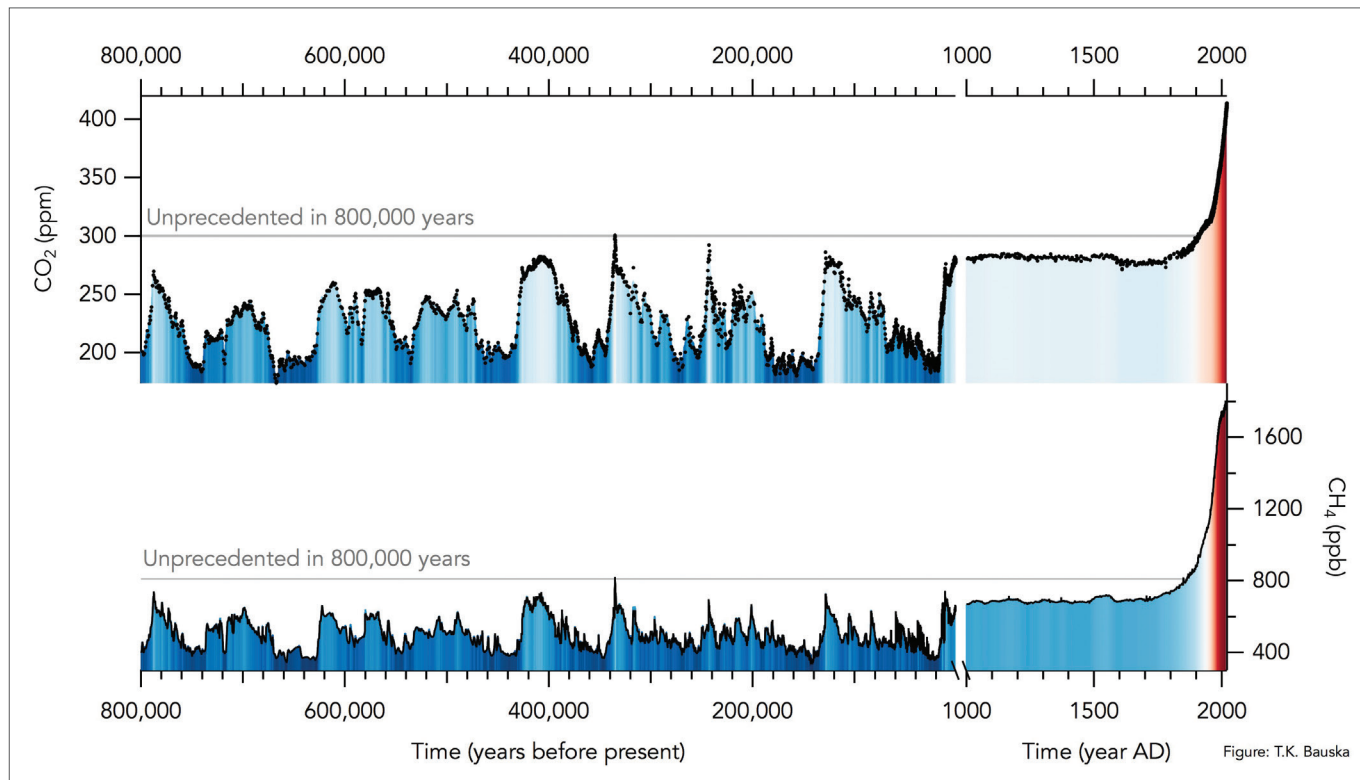 800,000 600,000 400,000 200,000 1000 1500 2000
400
350
Unprecedented in 800,000 years
300
250
200
CO₂ (ppm)
1600
1200
Unprecedented in 800,000 years
800
400
CH₄ (ppb)
800,000 600,000 400,000 200,000 1000 1500 2000
Time (years before present) Time (year AD) Figure: T.K. Bauska